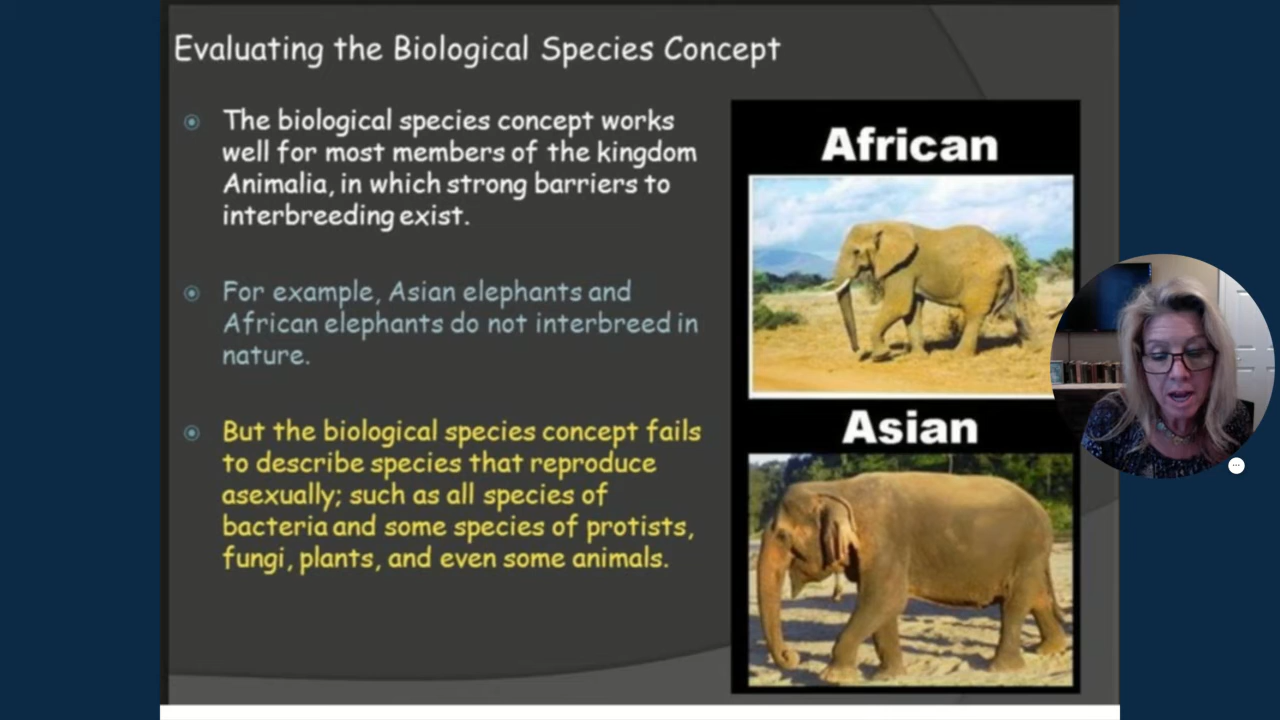 Evaluating the Biological Species Concept
The biological species concept works
well for most members of the kingdom
Animalia, in which strong barriers to
interbreeding exist.
For example, Asian elephants and
African elephants do not interbreed in
nature.
But the biological species concept fails
to describe species that reproduce
asexually; such as all species of
bacteria and some species of protists,
fungi, plants, and even some animals.
African
Asian